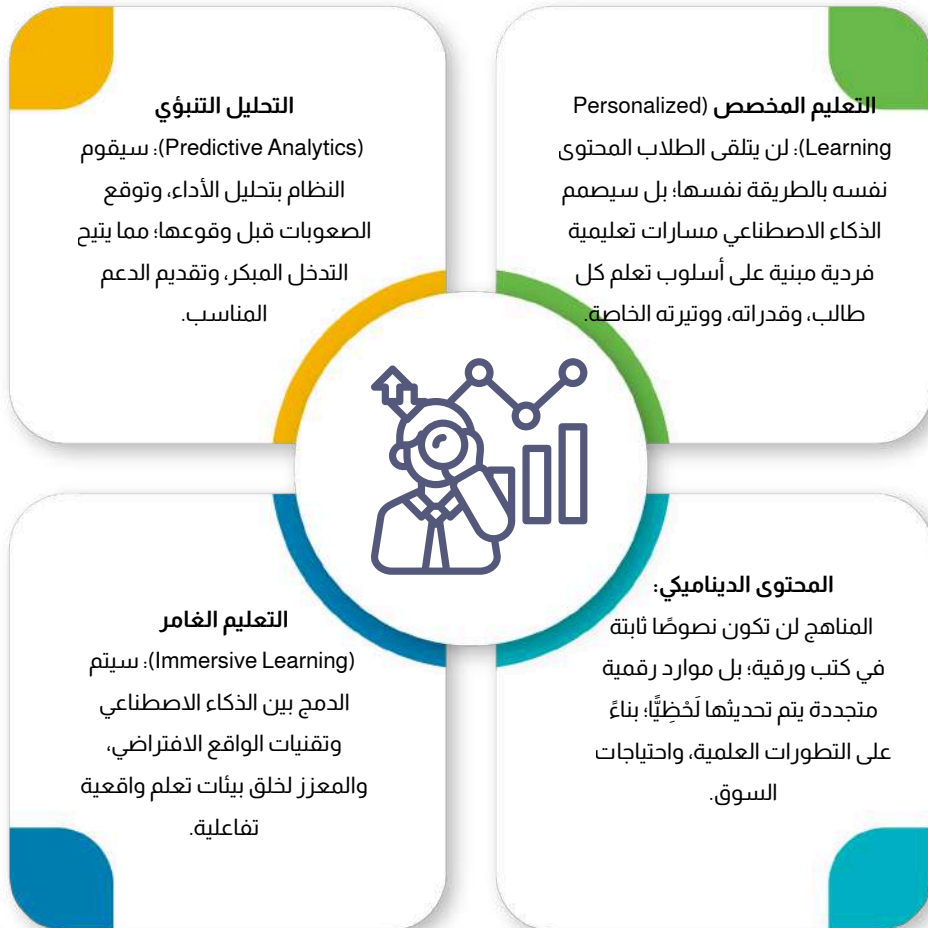 التعليم المخصص (Personalized
Learning): لن يتلقى الطلاب المحتوى
نفسه بالطريقة نفسها؛ بل سيصمم
الذكاء الاصطناعي مسارات تعليمية
فردية مبنية على أسلوب تعلم كل
طالب، وقدراته، ووتيرته الخاصة.
التحليل التنبؤي
(Predictive Analytics): سيقوم
النظام بتحليل الأداء، وتوقع
الصعوبات قبل وقوعها؛ مما يتيح
التدخل المبكر، وتقديم الدعم
المناسب.
المحتوى الديناميكي:
المناهج لن تكون نصوصًا ثابتة
في كتب ورقية؛ بل موارد رقمية
متجددة يتم تحديثها لَحْظِيًّا؛ بناءً
على التطورات العلمية، واحتياجات
السوق.
التعليم الغامر
(Immersive Learning): سيتم
الدمج بين الذكاء الاصطناعي
وتقنيات الواقع الافتراضي،
والمعزز لخلق بيئات تعلم واقعية
تفاعلية.